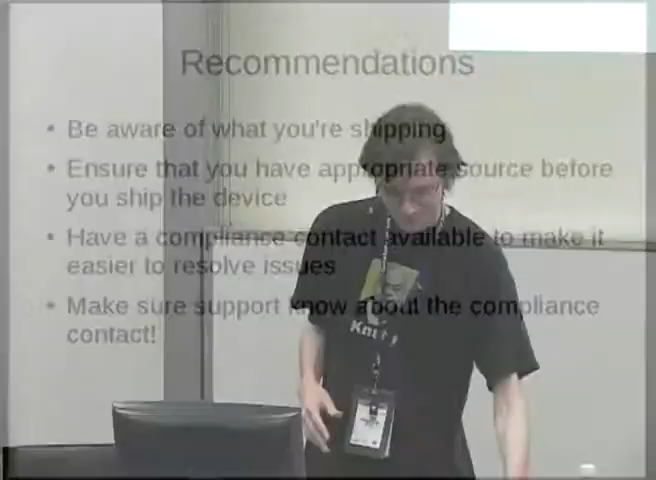 Recommendations
• Be aware of what you're shipping
• Ensure that you have appropriate source before
you ship the device
• Have a compliance contact available to make it
easier to resolve issues
• Make sure support know about the compliance
contact!